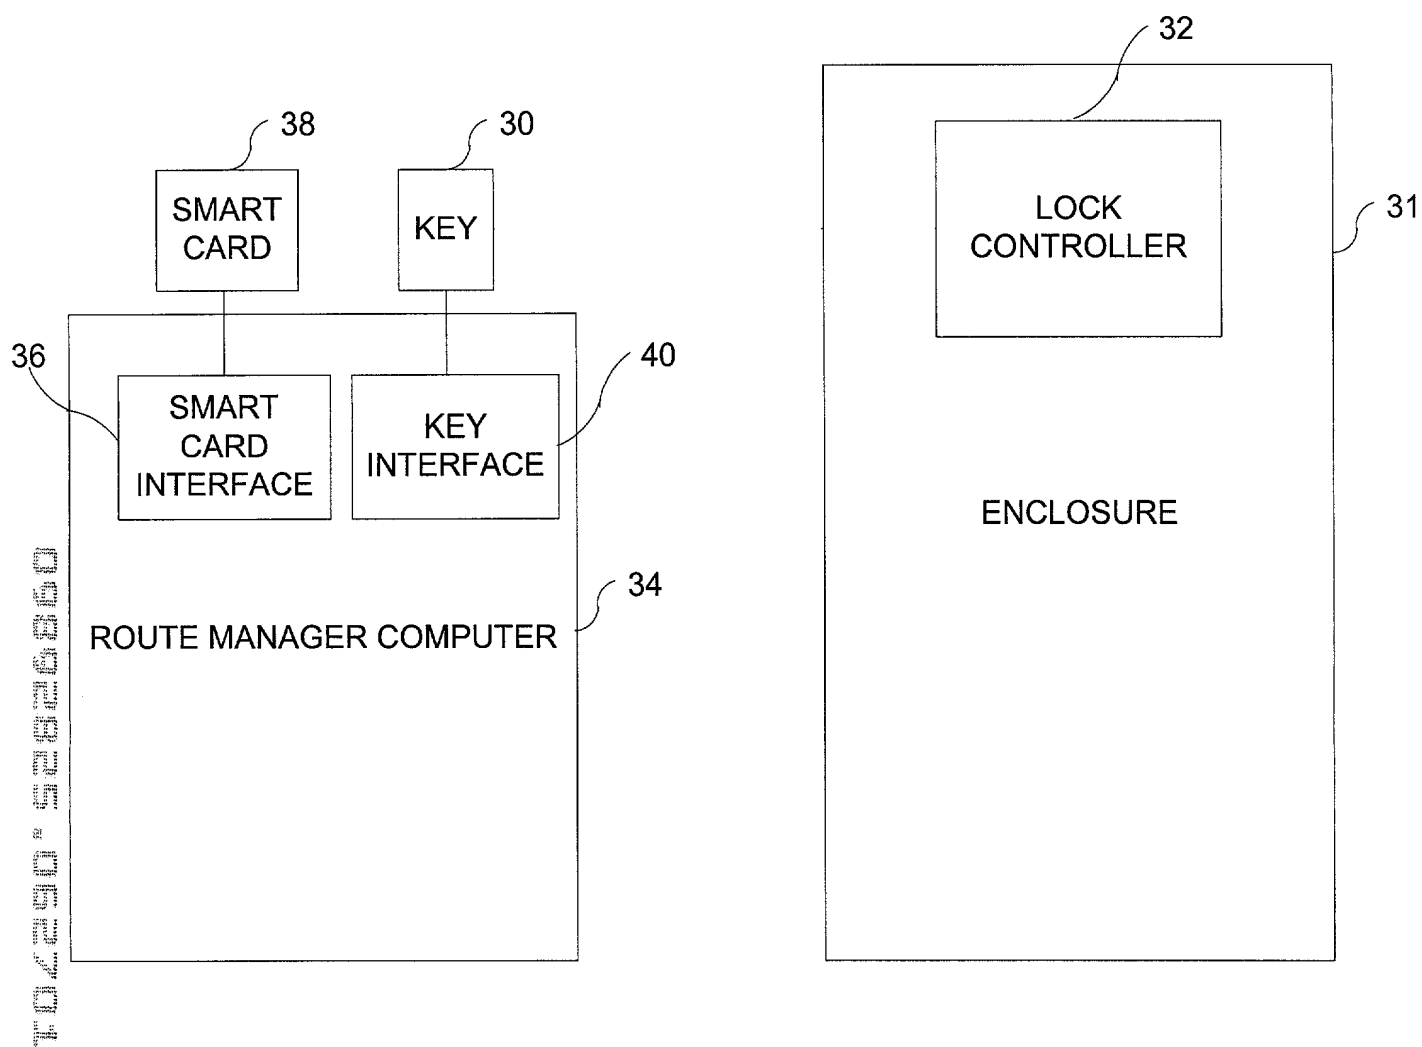 32
38
30
SMART
CARD
KEY
LOCK
CONTROLLER
31
36
40
SMART
CARD
INTERFACE
KEY
INTERFACE
ENCLOSURE
34
ROUTE MANAGER COMPUTER